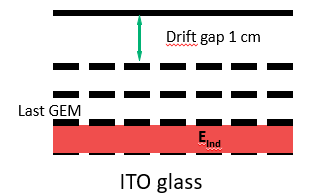 Drift gap 1 cm
Last GEM
Eind
ITO glass